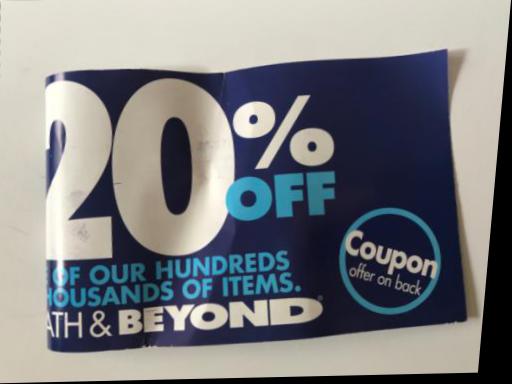 20%
OFF
OF OUR HUNDREDS
HOUSANDS OF ITEMS.
ATH & BEYOND®
Coupon
offer on back